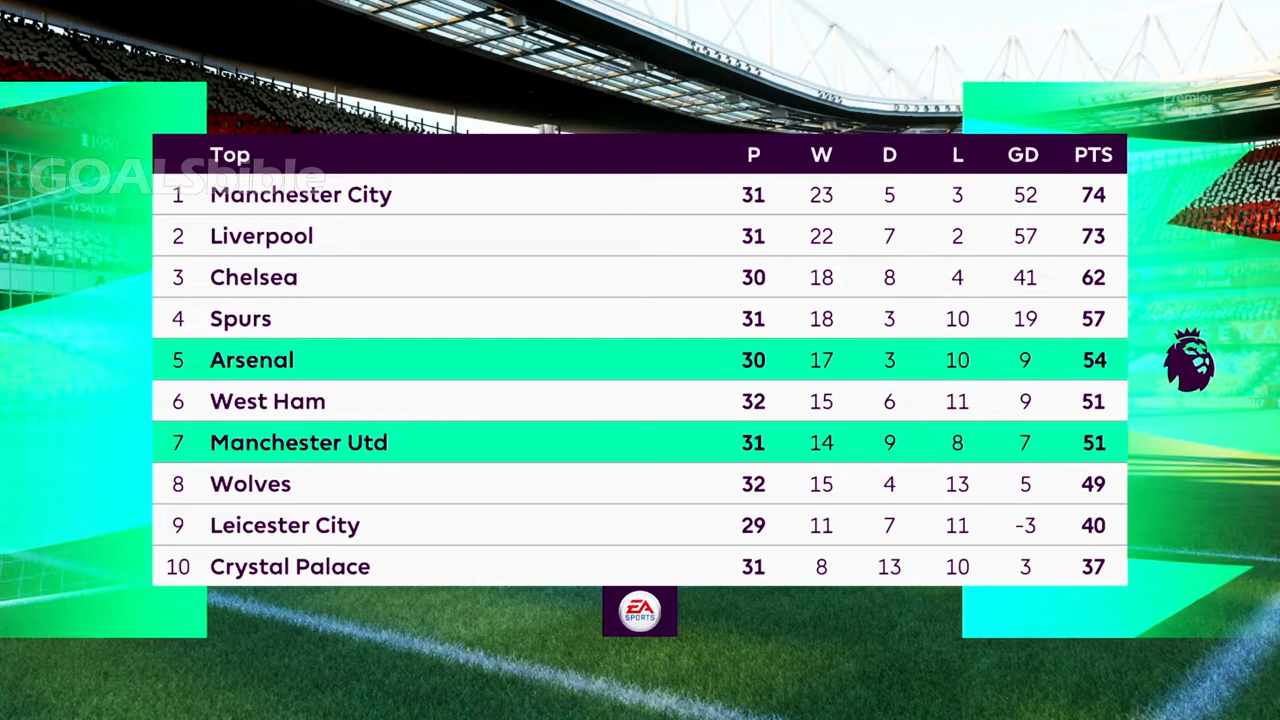 Premier
1950
GOALSbible
Top P W D L GD PTS
1 Manchester City 31 23 5 3 52 74
2 Liverpool 31 22 7 2 57 73
3 Chelsea 30 18 8 4 41 62
4 Spurs 31 18 3 10 19 57
5 Arsenal 30 17 3 10 9 54
6 West Ham 32 15 6 11 9 51
7 Manchester Utd 31 14 9 8 7 51
8 Wolves 32 15 4 13 5 49
9 Leicester City 29 11 7 11 -3 40
10 Crystal Palace 31 8 13 10 3 37
Arsenal
Arsenal
EA
SPORTS